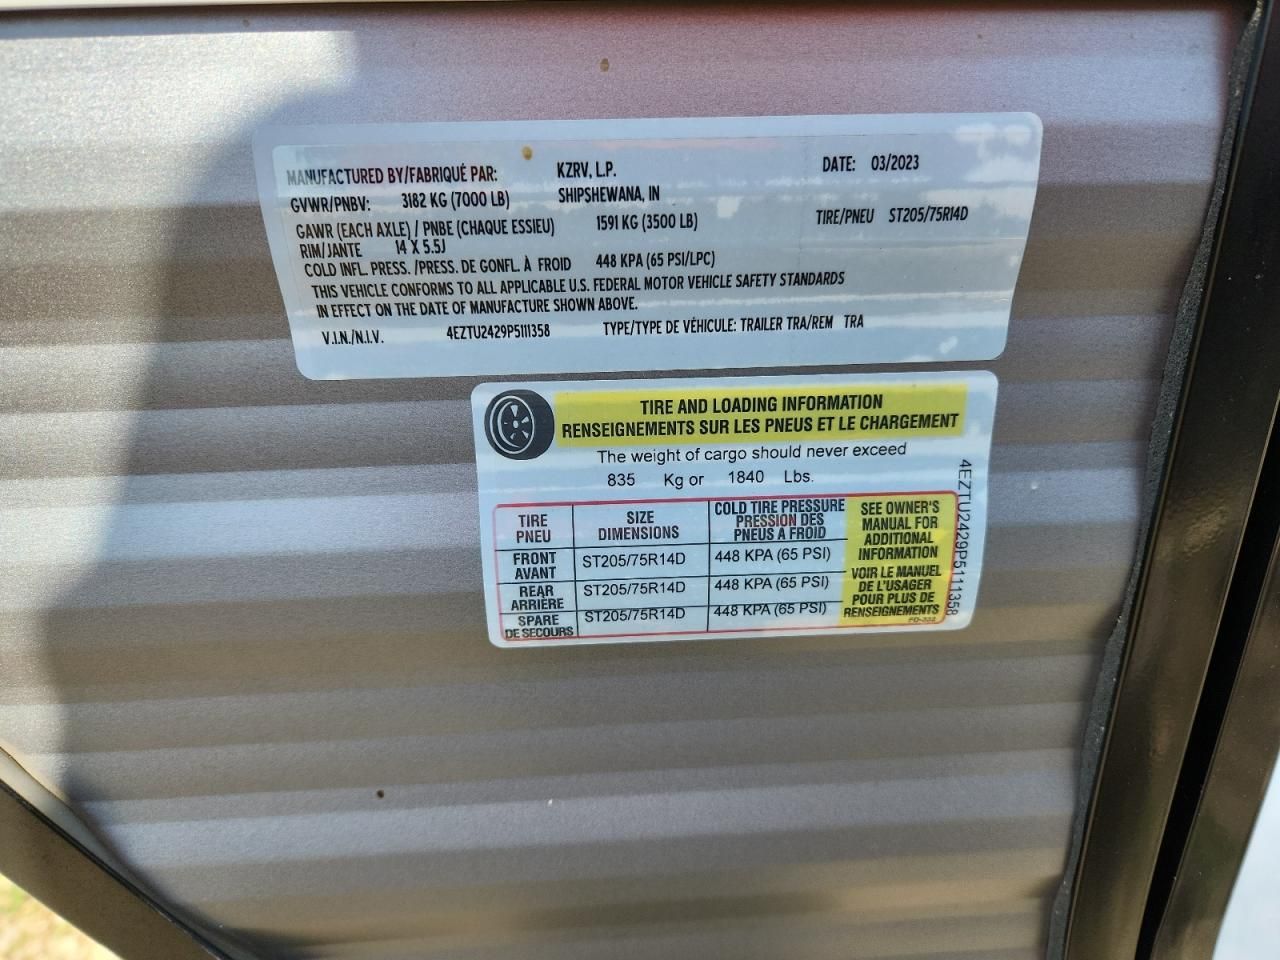 MANUFACTURED BY/FABRIQUÉ PAR: KZRV, L.P. DATE: 03/2023
GVWR/PNBV: 3182 KG (7000 LB) SHIPSHEWANA, IN
GAWR (EACH AXLE) / PNBE (CHAQUE ESSIEU) 1591 KG (3500 LB) TIRE/PNEU ST205/75R14D
RIM/JANTE 14 X 5.5J
COLD INFL. PRESS. /PRESS. DE GONFL. À FROID 448 KPA (65 PSI/LPC)
THIS VEHICLE CONFORMS TO ALL APPLICABLE U.S. FEDERAL MOTOR VEHICLE SAFETY STANDARDS
IN EFFECT ON THE DATE OF MANUFACTURE SHOWN ABOVE.
V.I.N./N.I.V. 4EZTU2429P5111358 TYPE/TYPE DE VÉHICULE: TRAILER TRA/REM TRA
TIRE AND LOADING INFORMATION
RENSEIGNEMENTS SUR LES PNEUS ET LE CHARGEMENT
The weight of cargo should never exceed
835 Kg or 1840 Lbs.
TIRE
PNEU
SIZE
DIMENSIONS
COLD TIRE PRESSURE
PRESSION DES
PNEUS A FROID
FRONT
AVANT
ST205/75R14D
448 KPA (65 PSI)
REAR
ARRIÈRE
ST205/75R14D
448 KPA (65 PSI)
SPARE
DE SECOURS
ST205/75R14D
448 KPA (65 PSI)
SEE OWNER'S
MANUAL FOR
ADDITIONAL
INFORMATION
VOIR LE MANUEL
DE L'USAGER
POUR PLUS DE
RENSEIGNEMENTS
4EZTU2429P5111358